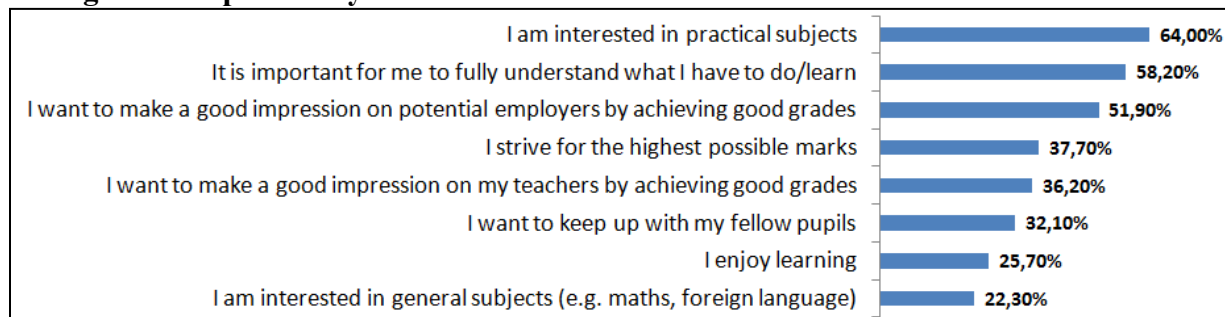 I am interested in practical subjects 64,00%
It is important for me to fully understand what I have to do/learn 58,20%
I want to make a good impression on potential employers by achieving good grades 51,90%
I strive for the highest possible marks 37,70%
I want to make a good impression on my teachers by achieving good grades 36,20%
I want to keep up with my fellow pupils 32,10%
I enjoy learning 25,70%
I am interested in general subjects (e.g. maths, foreign language) 22,30%